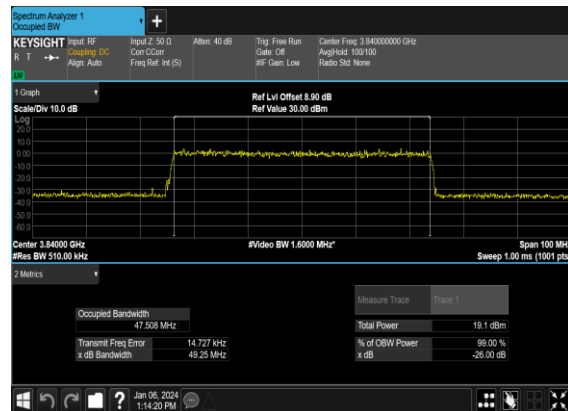 Spectrum Analyzer 1
Occupied BW
+
KEYSIGHT Input: RF Input Z: 50 Ω Atten: 40 dB Trig: Free Run Center Freq: 3.840000000 GHz
R T Coupling: DC Corr CCorr Gate: Off Avg|Hold: 100/100
Align: Auto Freq Ref: Int (S) #IF Gain: Low Radio Std: None
1 Graph
Ref Lvl Offset 8.90 dB
Scale/Div 10.0 dB Ref Value 30.00 dBm
Log
20.0
10.0
0.00
-10.0
-20.0
-30.0
-40.0
-50.0
-60.0
Center 3.84000 GHz #Video BW 1.6000 MHz* Span 100 MH
#Res BW 510.00 kHz Sweep 1.00 ms (1001 pts
2 Metrics
Measure Trace Trace 1
Occupied Bandwidth
47.508 MHz Total Power 19.1 dBm
Transmit Freq Error 14.727 kHz % of OBW Power 99.00 %
x dB Bandwidth 49.25 MHz x dB -26.00 dB
? Jan 06, 2024
1:14:20 PM